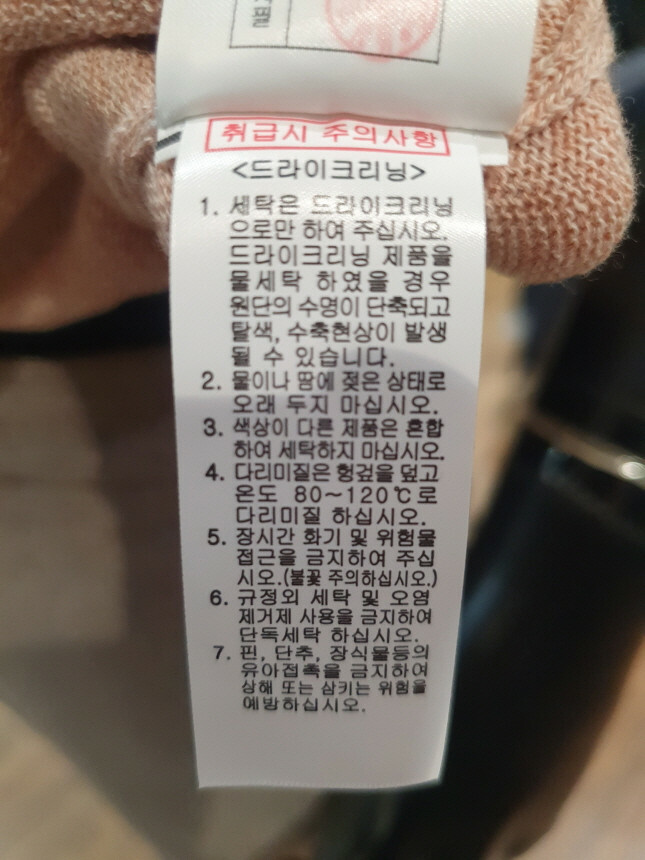 취급시 주의사항
<드라이크리닝>
1. 세탁은 드라이크리닝
으로만 하여 주십시오.
드라이크리닝 제품을
물세탁 하였을 경우
원단의 수명이 단축되고
탈색, 수축현상이 발생
될 수 있습니다.
2. 물이나 땀에 젖은 상태로
오래 두지 마십시오.
3. 색상이 다른 제품은 혼합
하여 세탁하지 마십시오.
4. 다리미질은 헝겊을 덮고
온도 80~120℃로
다리미질 하십시오.
5. 장시간 화기 및 위험물
접근을 금지하여 주십
시오.(불꽃 주의하십시오.)
6. 규정외 세탁 및 오염
제거제 사용을 금지하여
단독세탁 하십시오.
7. 핀, 단추, 장식물등의
유아접촉을 금지하여
상해 또는 삼키는 위험을
예방하십시오.